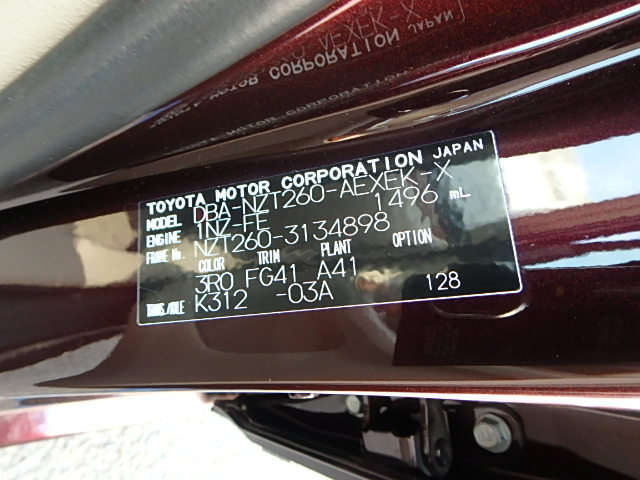 TOYOTA MOTOR CORPORATION JAPAN
MODEL DBA-NZT260-AEXEK-X
ENGINE 1NZ-FE 1496 mL
FRAME No. NZT260-3134898
COLOR TRIM PLANT OPTION
3R0 FG41 A41
TRANS./AXLE K312 -03A 128